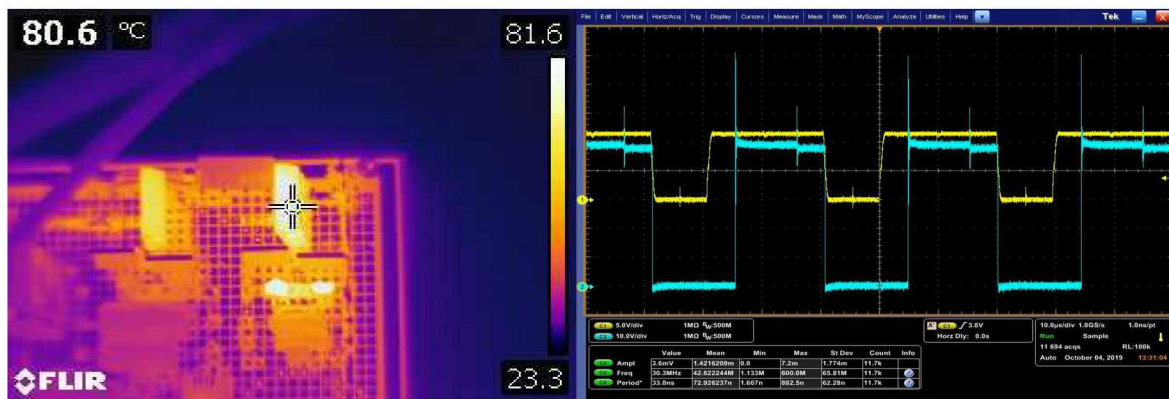 80.6 °C
81.6
FLIR
23.3
File Edit Vertical Horiz/Acq Trig Display Cursors Measure Mask Math MyScope Analyze Utilities Help
Tek
1
2
C1 5.0V/div 1MΩ BW:500M
10.0V/div 1MΩ BW:500M
A' C1 3.8V
Horz Dly: 0.0s
10.0µs/div 1.0GS/s 1.0ns/pt
Run Sample
11 694 acqs RL:100k
Auto October 04, 2019 13:31:04
Value Mean Min Max St Dev Count Info
Ampl 3.6mV 1.4216209m 0.0 7.2m 1.774m 11.7k
Freq 30.3MHz 42.622244M 1.133M 600.0M 65.81M 11.7k
Period* 33.0ns 72.926237n 1.667n 882.5n 62.28n 11.7k